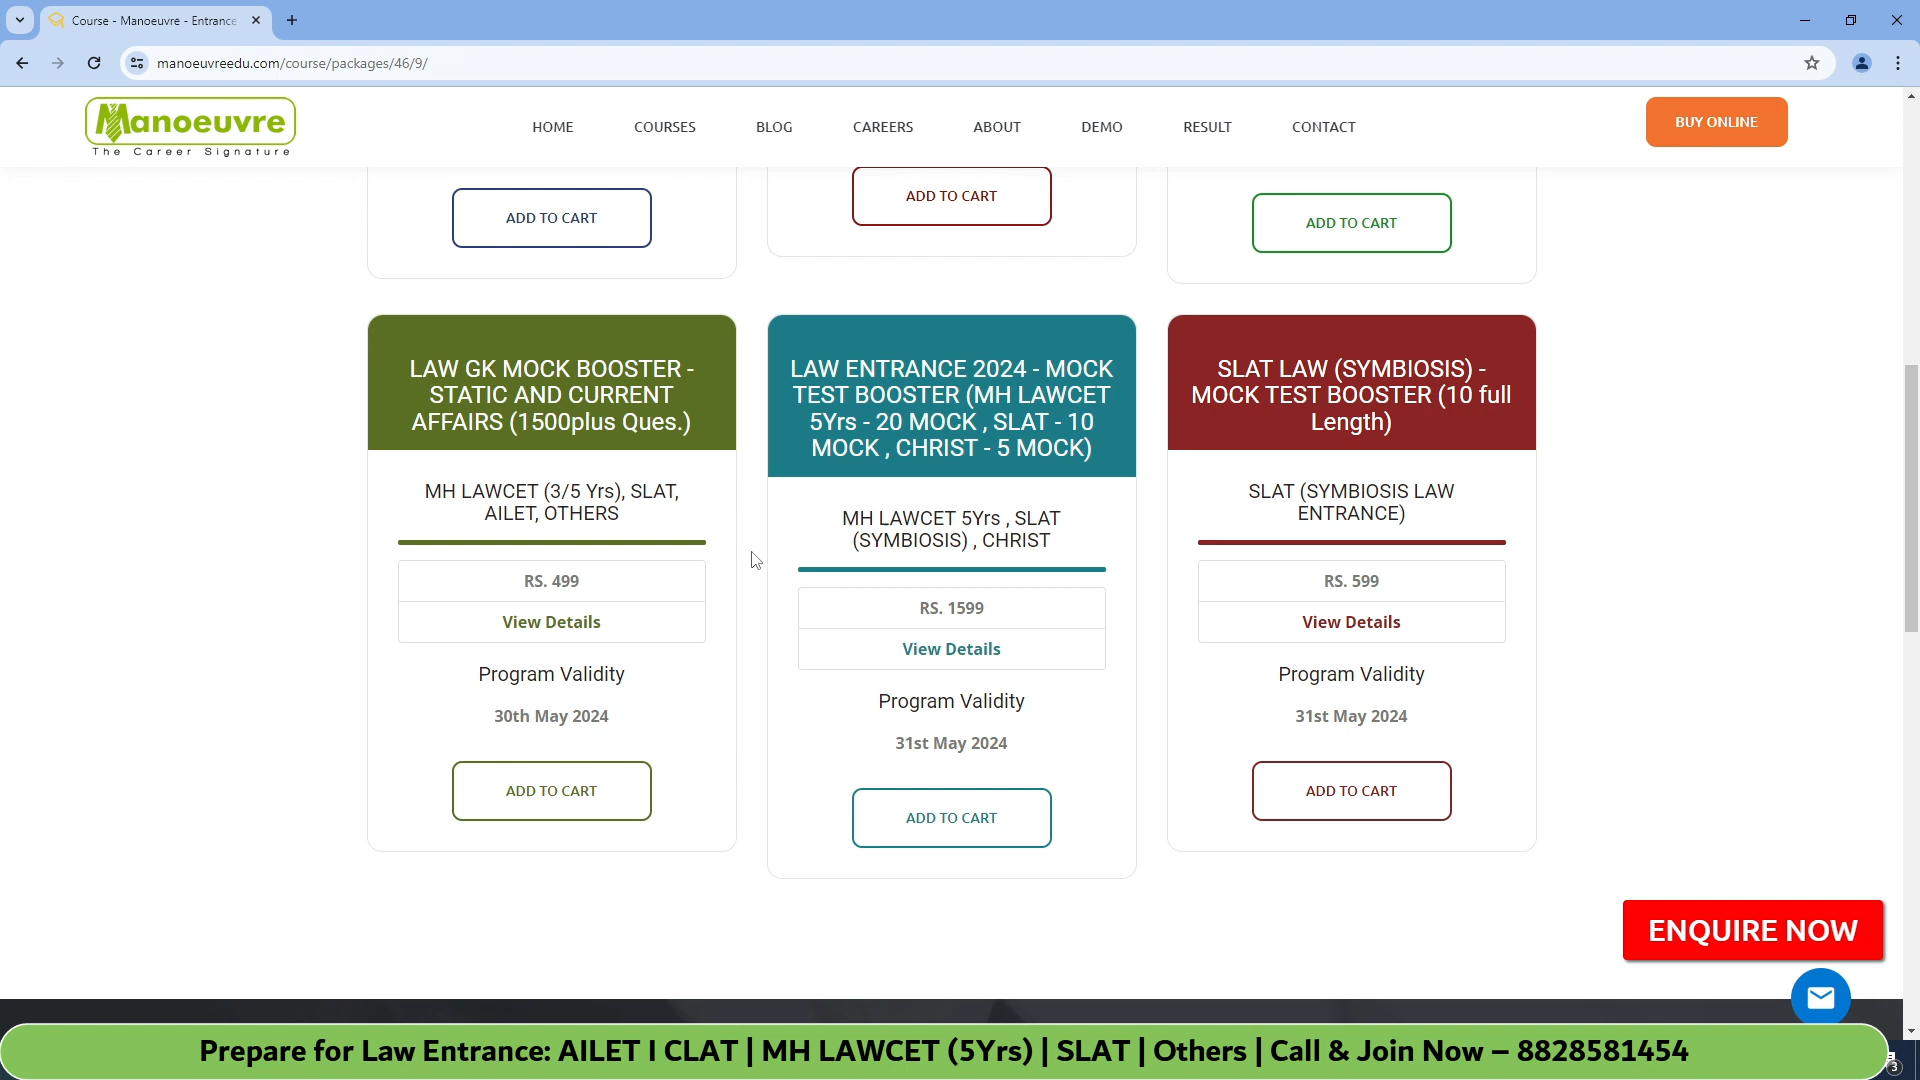 Course - Manoeuvre - Entrance
manoeuvreedu.com/course/packages/46/9/
Manoeuvre
The Career Signature
HOME
COURSES
BLOG
CAREERS
ABOUT
DEMO
RESULT
CONTACT
BUY ONLINE
ADD TO CART
ADD TO CART
ADD TO CART
LAW GK MOCK BOOSTER -
STATIC AND CURRENT
AFFAIRS (1500plus Ques.)
MH LAWCET (3/5 Yrs), SLAT,
AILET, OTHERS
RS. 499
View Details
Program Validity
30th May 2024
ADD TO CART
LAW ENTRANCE 2024 - MOCK
TEST BOOSTER (MH LAWCET
5Yrs - 20 MOCK , SLAT - 10
MOCK , CHRIST - 5 MOCK)
MH LAWCET 5Yrs , SLAT
(SYMBIOSIS) , CHRIST
RS. 1599
View Details
Program Validity
31st May 2024
ADD TO CART
SLAT LAW (SYMBIOSIS) -
MOCK TEST BOOSTER (10 full
Length)
SLAT (SYMBIOSIS LAW
ENTRANCE)
RS. 599
View Details
Program Validity
31st May 2024
ADD TO CART
ENQUIRE NOW
Prepare for Law Entrance: AILET I CLAT | MH LAWCET (5Yrs) | SLAT | Others | Call & Join Now – 8828581454
3